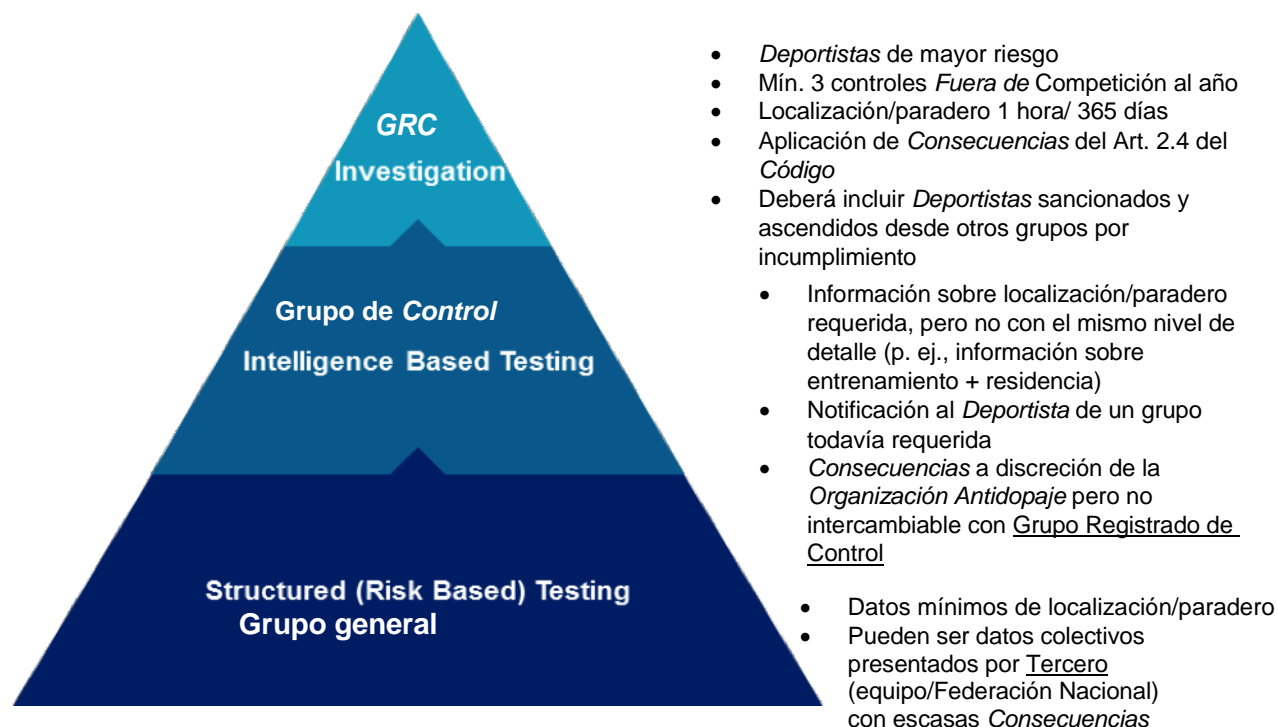 GRC
Investigation
• Deportistas de mayor riesgo
• Mín. 3 controles Fuera de Competición al año
• Localización/paradero 1 hora/ 365 días
• Aplicación de Consecuencias del Art. 2.4 del
Código
• Deberá incluir Deportistas sancionados y
ascendidos desde otros grupos por
incumplimiento
Grupo de Control
Intelligence Based Testing
• Información sobre localización/paradero
requerida, pero no con el mismo nivel de
detalle (p. ej., información sobre
entrenamiento + residencia)
• Notificación al Deportista de un grupo
todavía requerida
• Consecuencias a discreción de la
Organización Antidopaje pero no
intercambiable con Grupo Registrado de
Control
Structured (Risk Based) Testing
Grupo general
• Datos mínimos de localización/paradero
• Pueden ser datos colectivos
presentados por Tercero
(equipo/Federación Nacional)
con escasas Consecuencias